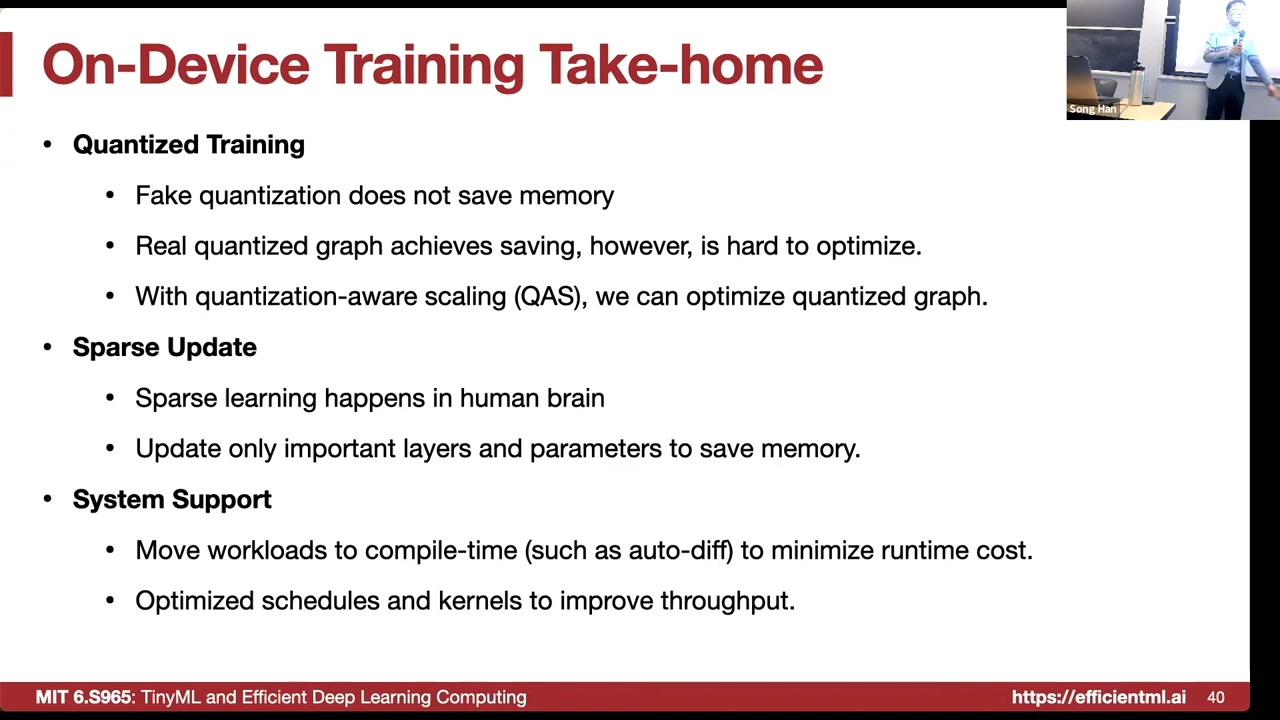 On-Device Training Take-home
Song Han
• Quantized Training
• Fake quantization does not save memory
• Real quantized graph achieves saving, however, is hard to optimize.
• With quantization-aware scaling (QAS), we can optimize quantized graph.
• Sparse Update
• Sparse learning happens in human brain
• Update only important layers and parameters to save memory.
• System Support
• Move workloads to compile-time (such as auto-diff) to minimize runtime cost.
• Optimized schedules and kernels to improve throughput.
MIT 6.S965: TinyML and Efficient Deep Learning Computing
https://efficientml.ai 40